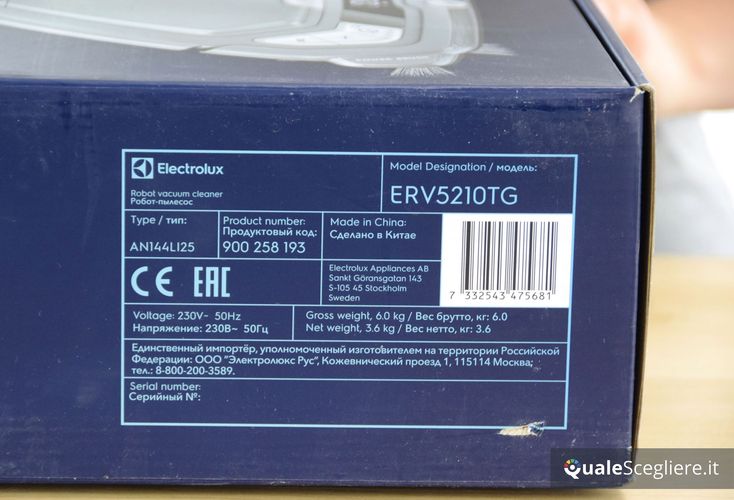 Electrolux
Robot vacuum cleaner
Робот-пылесос
Model Designation / модель:
ERV5210TG
Type / тип:
AN144LI25
Product number:
Продуктовый код:
900 258 193
Made in China:
Сделано в Китае
Electrolux Appliances AB
Sankt Göransgatan 143
S-105 45 Stockholm
Sweden
7 332543 475681
CE EAC
Voltage: 230V~ 50Hz
Напряжение: 230В~ 50Гц
Gross weight, 6.0 kg / Вес брутто, кг: 6.0
Net weight, 3.6 kg / Вес нетто, кг: 3.6
Единственный импортёр, уполномоченный изготовителем на территории Российской
Федерации: ООО "Электролюкс Рус", Кожевнический проезд 1, 115114 Москва;
тел.: 8-800-200-3589.
Serial number:
Серийный №:
QualeScegliere.it